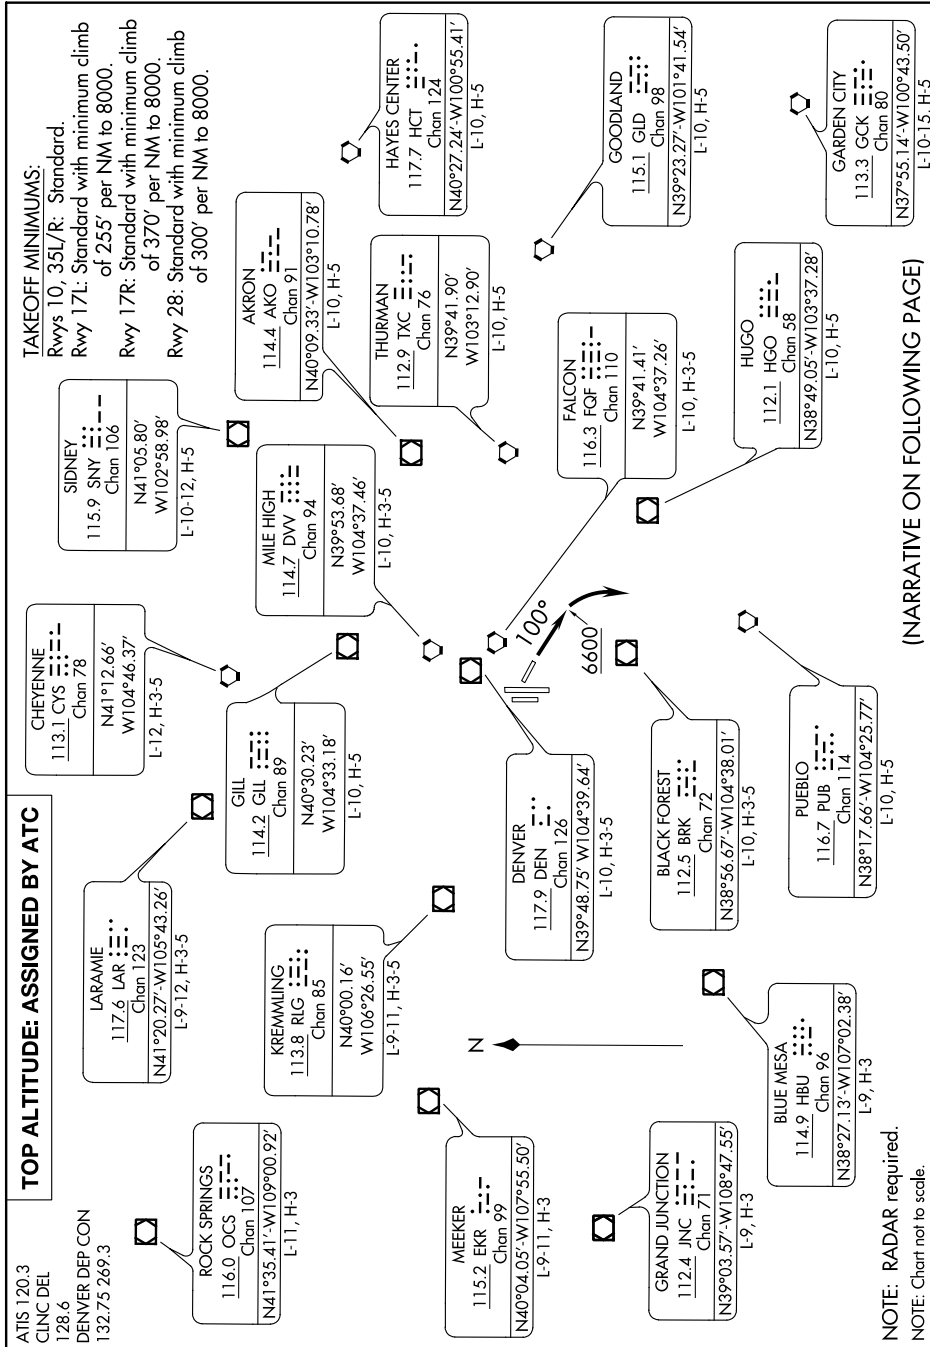 ATIS 120.3
CLNC DEL
128.6
DENVER DEP CON
132.75 269.3
TOP ALTITUDE: ASSIGNED BY ATC
TAKEOFF MINIMUMS:
Rwys 10, 35L/R: Standard.
Rwy 17L: Standard with minimum climb
of 255' per NM to 8000.
Rwy 17R: Standard with minimum climb
of 370' per NM to 8000.
Rwy 28: Standard with minimum climb
of 300' per NM to 8000.
ROCK SPRINGS
116.0 OCS
Chan 107
N41°35.41'-W109°00.92'
L-11, H-3
LARAMIE
117.6 LAR
Chan 123
N41°20.27'-W105°43.26'
L-9-12, H-3-5
CHEYENNE
113.1 CYS
Chan 78
N41°12.66'
W104°46.37'
L-12, H-3-5
SIDNEY
115.9 SNY
Chan 106
N41°05.80'
W102°58.98'
L-10-12, H-5
GILL
114.2 GLL
Chan 89
N40°30.23'
W104°33.18'
L-10, H-5
AKRON
114.4 AKO
Chan 91
N40°09.33'-W103°10.78'
L-10, H-5
HAYES CENTER
117.7 HCT
Chan 124
N40°27.24'-W100°55.41'
L-10, H-5
KREMMLING
113.8 RLG
Chan 85
N40°00.16'
W106°26.55'
L-9-11, H-3-5
MILE HIGH
114.7 DVV
Chan 94
N39°53.68'
W104°37.46'
L-10, H-3-5
THURMAN
112.9 TXC
Chan 76
N39°41.90'
W103°12.90'
L-10, H-5
MEEKER
115.2 EKR
Chan 99
N40°04.05'-W107°55.50'
L-9-11, H-3
N
DENVER
117.9 DEN
Chan 126
N39°48.75' W104°39.64'
L-10, H-3-5
100°
6600
FALCON
116.3 FQF
Chan 110
N39°41.41'
W104°37.26'
L-10, H-3-5
GOODLAND
115.1 GLD
Chan 98
N39°23.27'-W101°41.54'
L-10, H-5
GRAND JUNCTION
112.4 JNC
Chan 71
N39°03.57'-W108°47.55'
L-9, H-3
BLACK FOREST
112.5 BRK
Chan 72
N38°56.67'-W104°38.01'
L-10, H-3-5
HUGO
112.1 HGO
Chan 58
N38°49.05'-W103°37.28'
L-10, H-5
BLUE MESA
114.9 HBU
Chan 96
N38°27.13'-W107°02.38'
L-9, H-3
PUEBLO
116.7 PUB
Chan 114
N38°17.66'-W104°25.77'
L-10, H-5
GARDEN CITY
113.3 GCK
Chan 80
N37°55.14'-W100°43.50'
L-10-15, H-5
NOTE: RADAR required.
NOTE: Chart not to scale.
(NARRATIVE ON FOLLOWING PAGE)